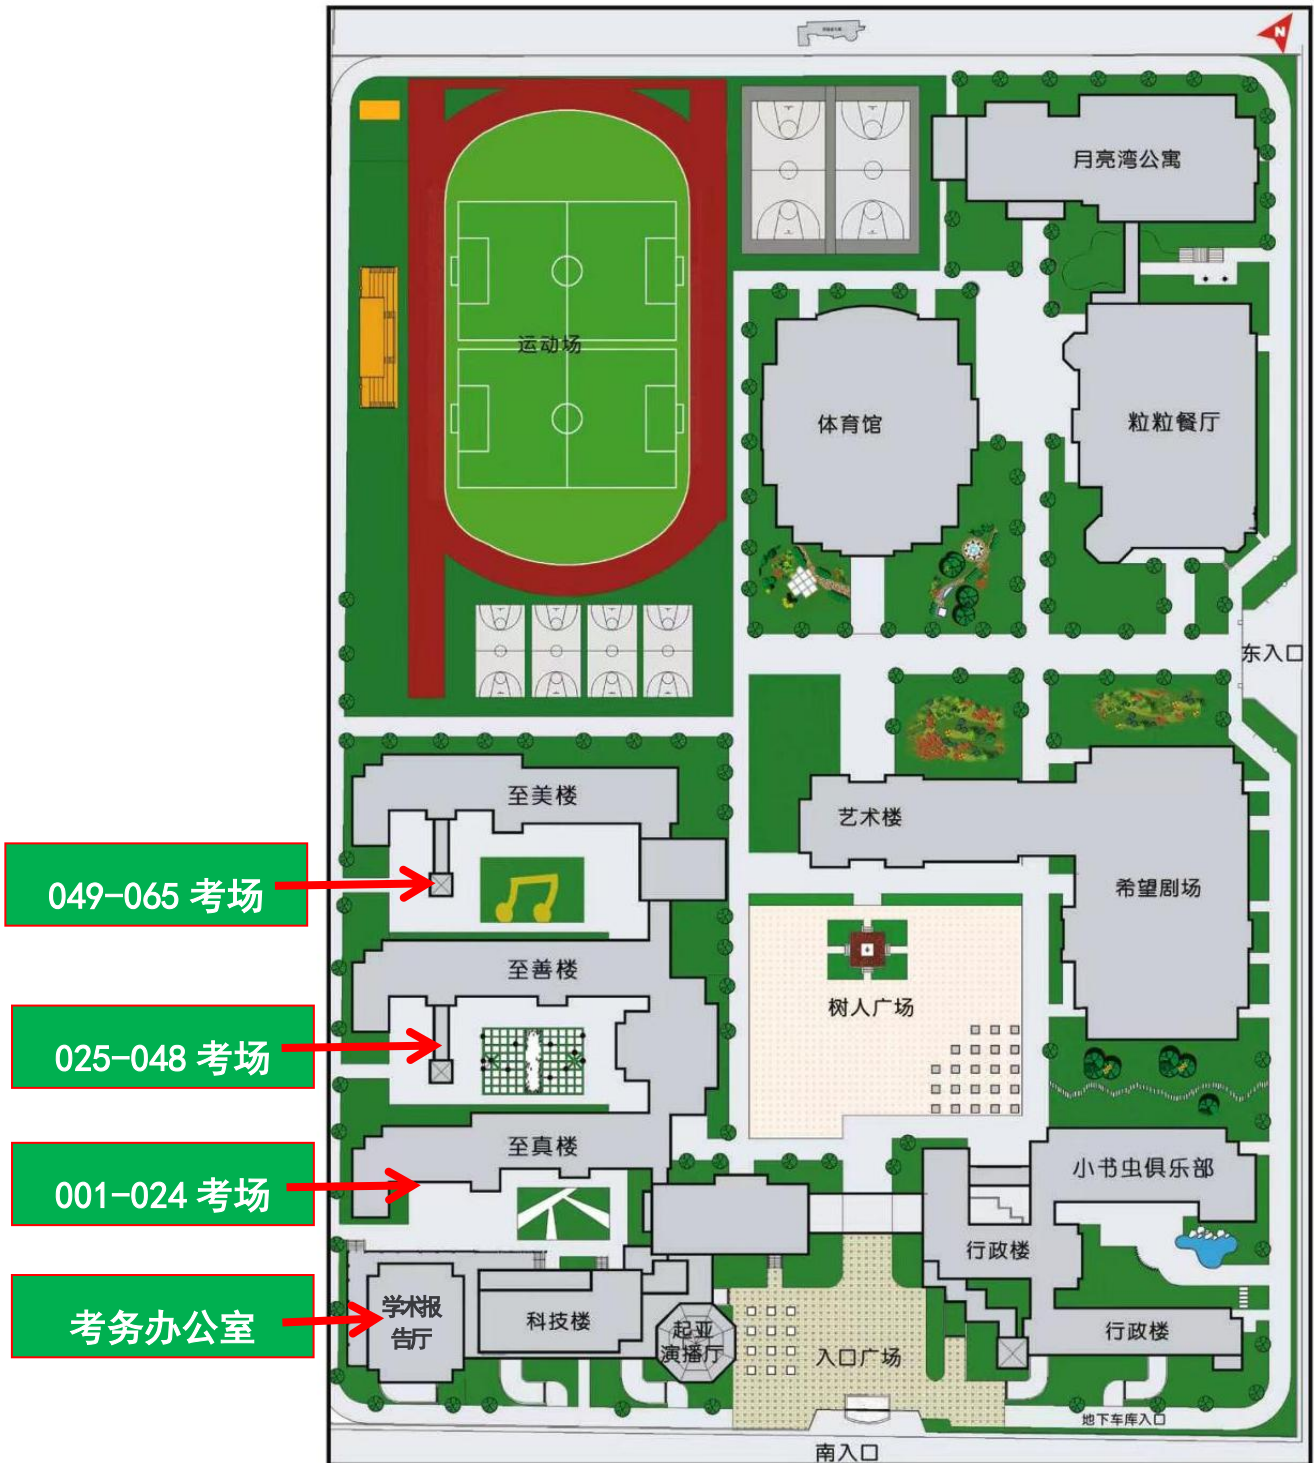 N
月亮湾公寓
运动场
体育馆
粒粒餐厅
东入口
至美楼
艺术楼
049-065 考场
希望剧场
至善楼
树人广场
025-048 考场
至真楼
小书虫俱乐部
001-024 考场
行政楼
考务办公室
学术报
告厅
科技楼
起亚
演播厅
入口广场
行政楼
地下车库入口
南入口